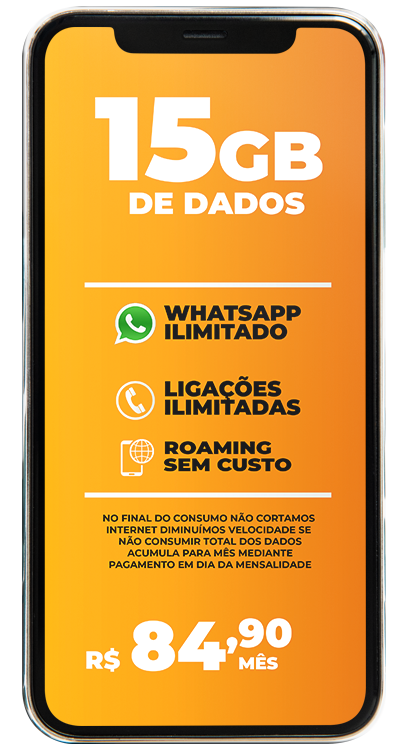 15GB
DE DADOS
WHATSAPP
ILIMITADO
LIGAÇÕES
ILIMITADAS
ROAMING
SEM CUSTO
NO FINAL DO CONSUMO NÃO CORTAMOS
INTERNET DIMINUÍMOS VELOCIDADE SE
NÃO CONSUMIR TOTAL DOS DADOS
ACUMULA PARA MÊS MEDIANTE
PAGAMENTO EM DIA DA MENSALIDADE
R$ 84,90
MÊS